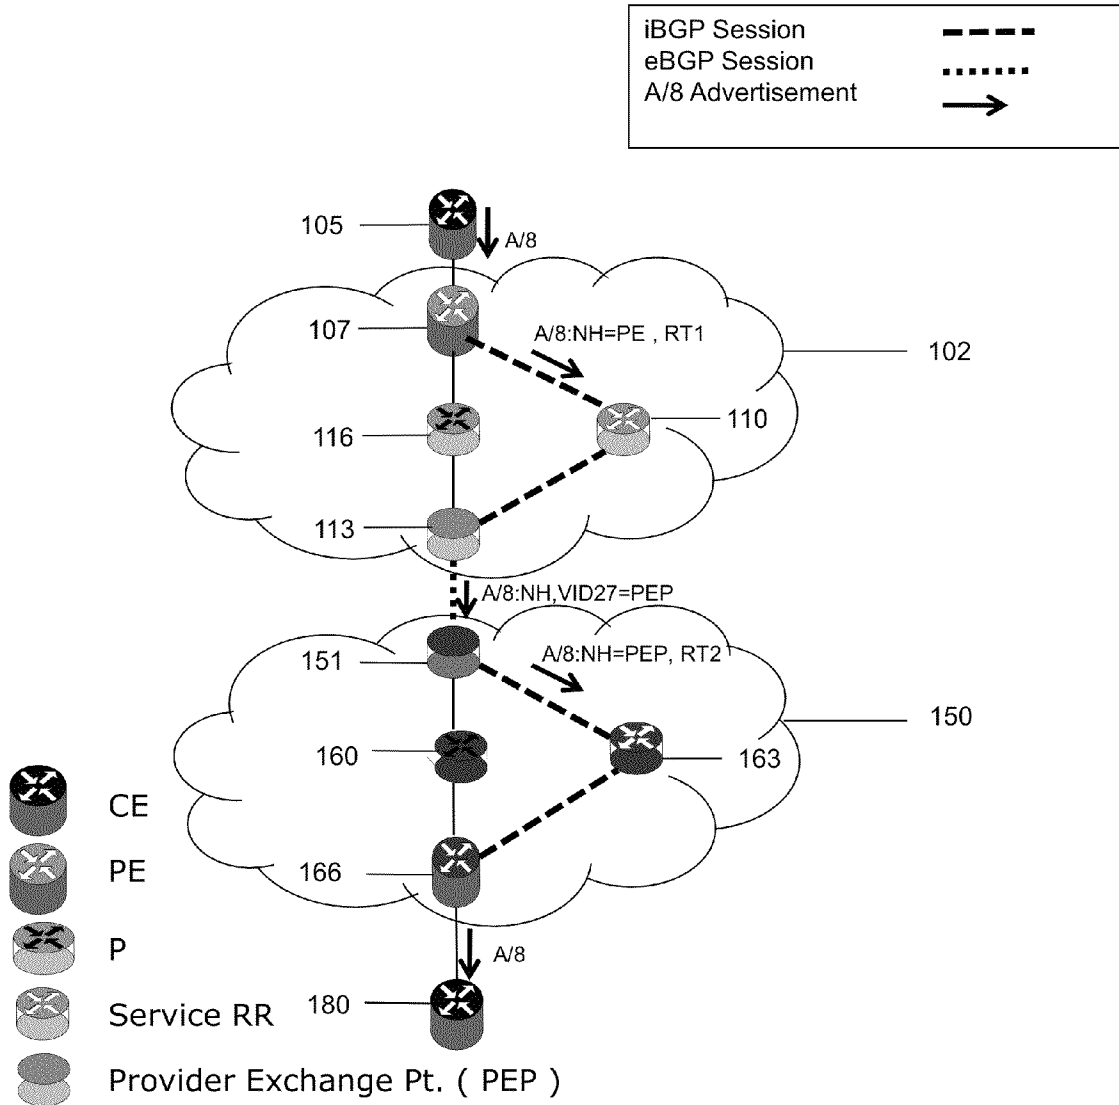 iBGP Session
eBGP Session
A/8 Advertisement
105
A/8
107
A/8:NH=PE , RT1
102
116
110
113
A/8:NH,VID27=PEP
151
A/8:NH=PEP, RT2
150
160
163
CE
PE
166
P
A/8
Service RR
180
Provider Exchange Pt. ( PEP )